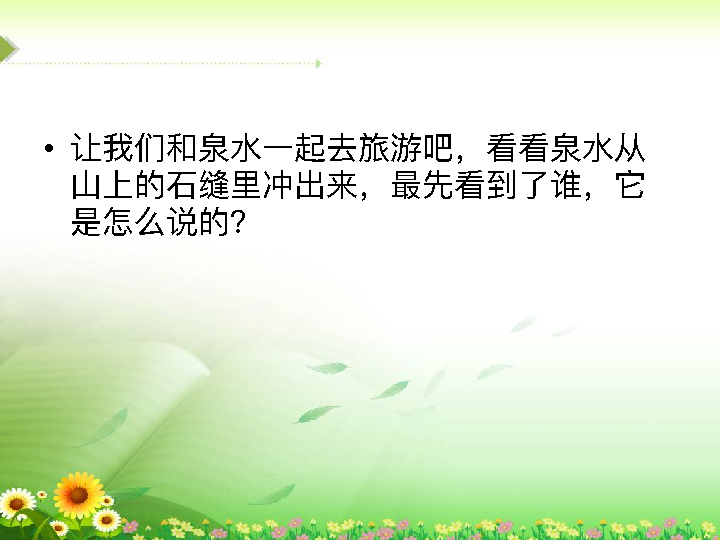 • 让我们和泉水一起去旅游吧，看看泉水从
山上的石缝里冲出来，最先看到了谁，它
是怎么说的？